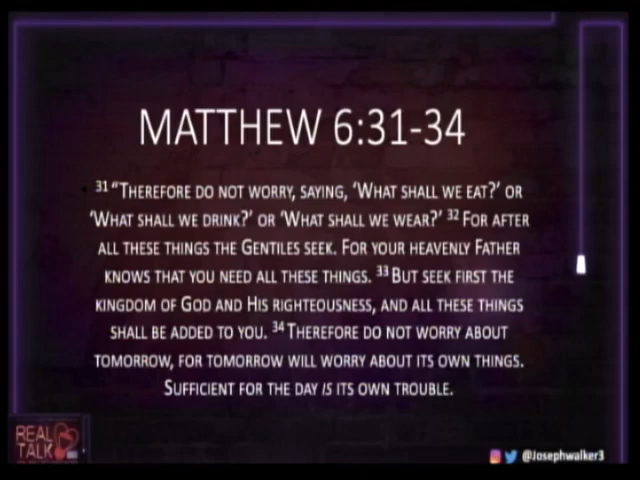 MATTHEW 6:31-34
31 “THEREFORE DO NOT WORRY, SAYING, ‘WHAT SHALL WE EAT?’ OR
‘WHAT SHALL WE DRINK?’ OR ‘WHAT SHALL WE WEAR?’ 32 FOR AFTER
ALL THESE THINGS THE GENTILES SEEK. FOR YOUR HEAVENLY FATHER
KNOWS THAT YOU NEED ALL THESE THINGS. 33 BUT SEEK FIRST THE
KINGDOM OF GOD AND HIS RIGHTEOUSNESS, AND ALL THESE THINGS
SHALL BE ADDED TO YOU. 34 THEREFORE DO NOT WORRY ABOUT
TOMORROW, FOR TOMORROW WILL WORRY ABOUT ITS OWN THINGS.
SUFFICIENT FOR THE DAY IS ITS OWN TROUBLE.
REAL
TALK
@Josephwalker3